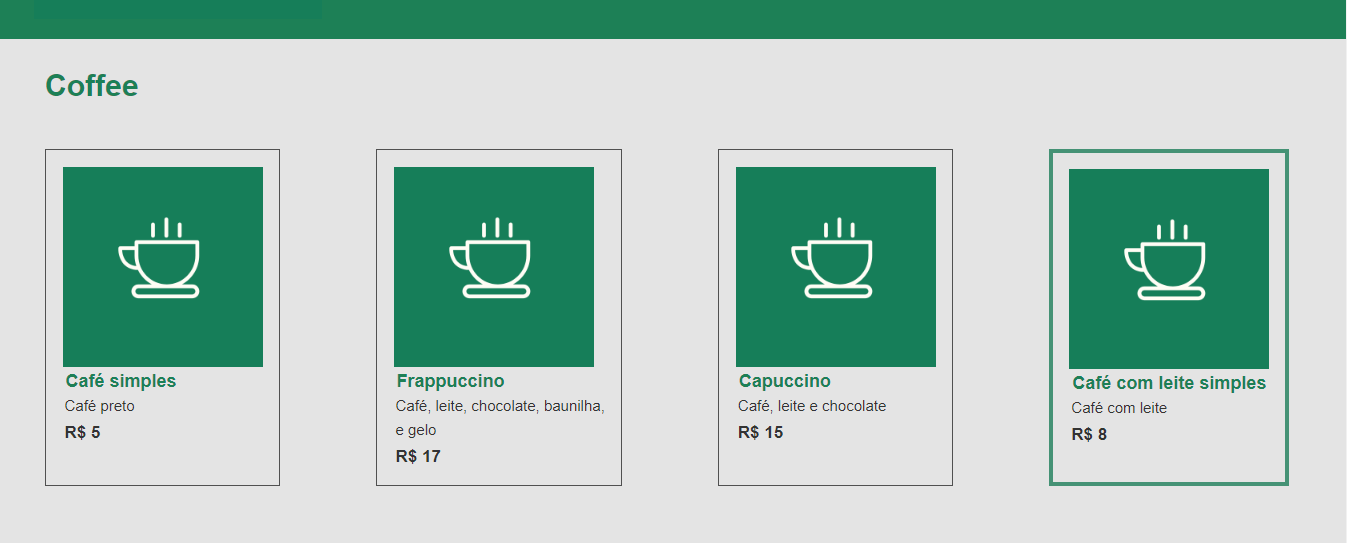 Coffee
Café simples
Café preto
R$ 5
Frappuccino
Café, leite, chocolate, baunilha,
e gelo
R$ 17
Capuccino
Café, leite e chocolate
R$ 15
Café com leite simples
Café com leite
R$ 8